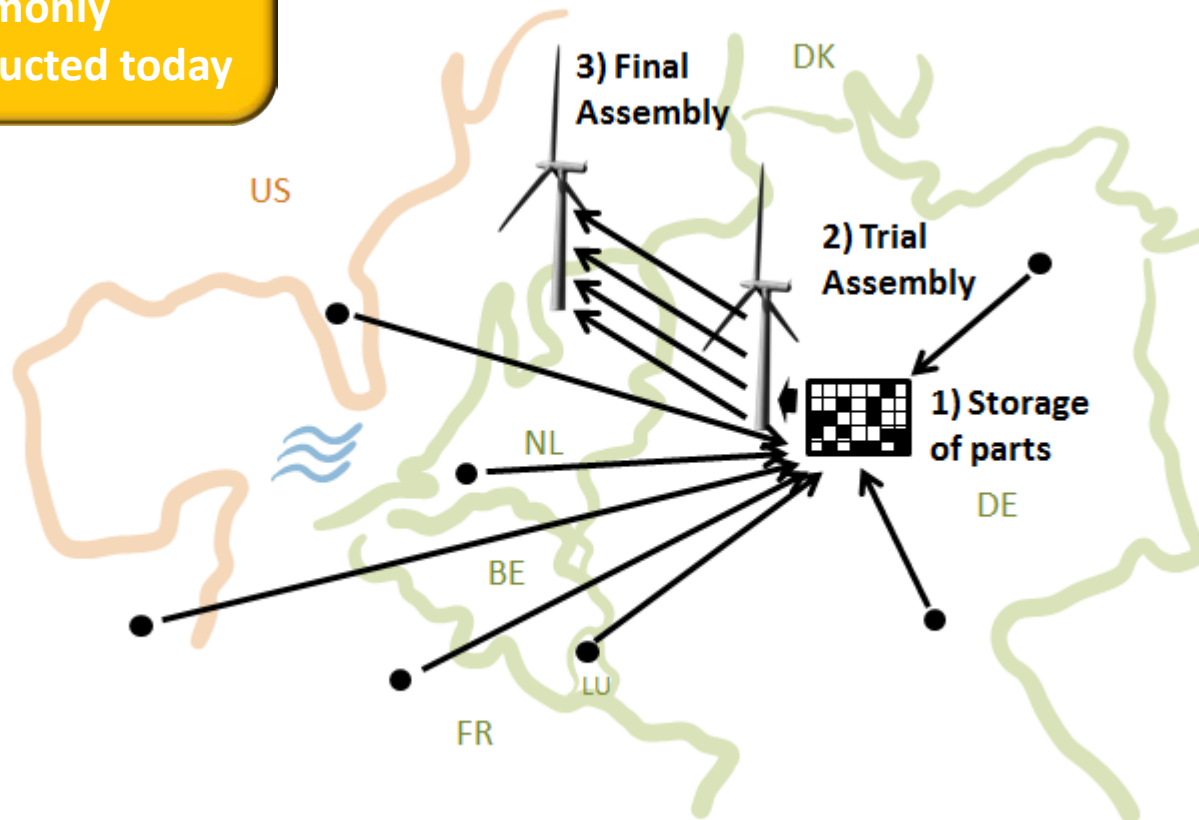 ucted today
3) Final
Assembly
DK
US
2) Trial
Assembly
1) Storage
of parts
NL
DE
BE
LU
FR